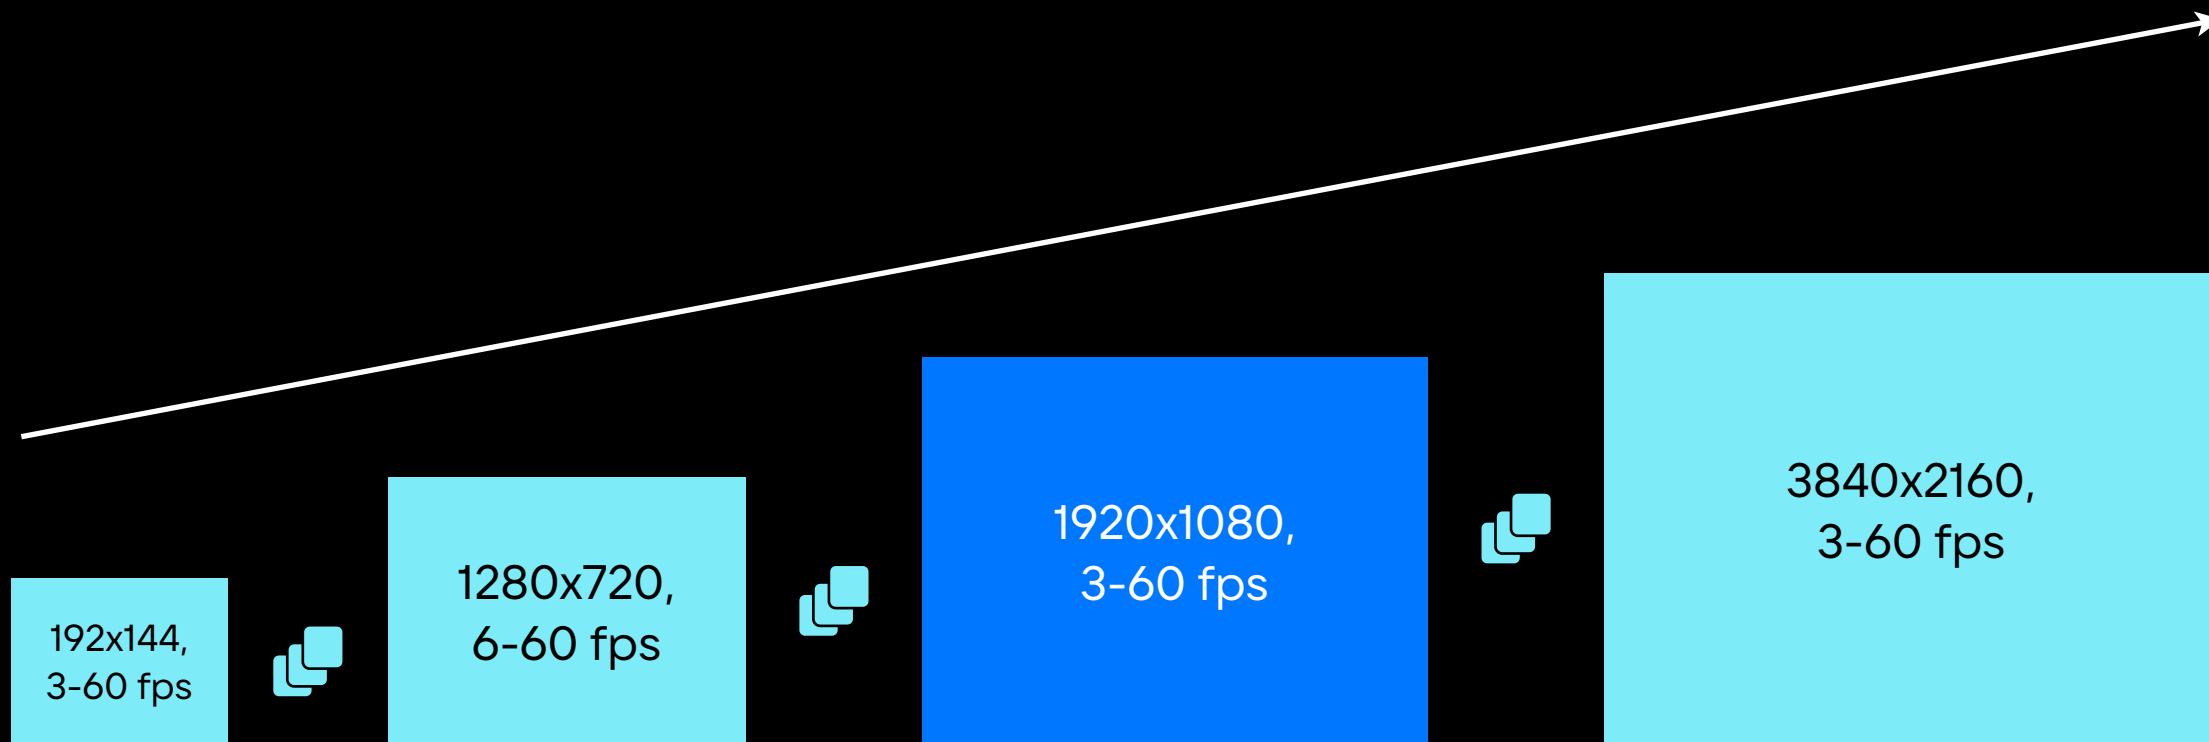 192x144,
3-60 fps
1280x720,
6-60 fps
1920x1080,
3-60 fps
3840x2160,
3-60 fps